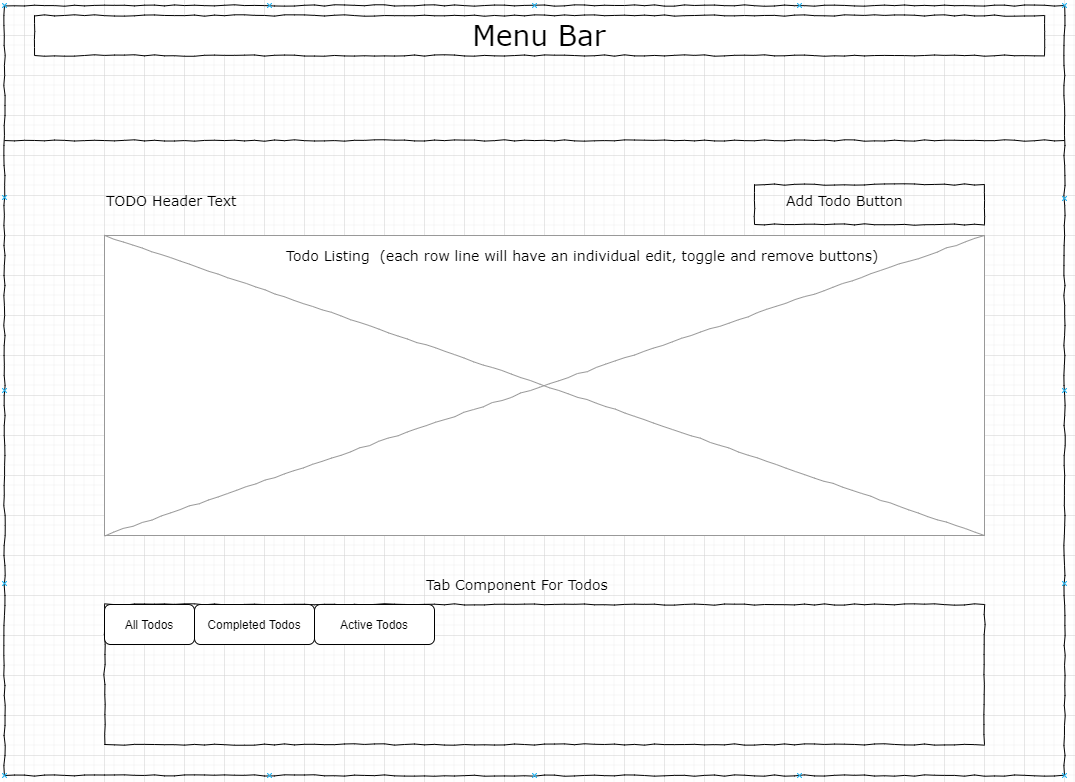 Menu Bar
TODO Header Text
Add Todo Button
Todo Listing  (each row line will have an individual edit, toggle and remove buttons)
Tab Component For Todos
All Todos
Completed Todos
Active Todos